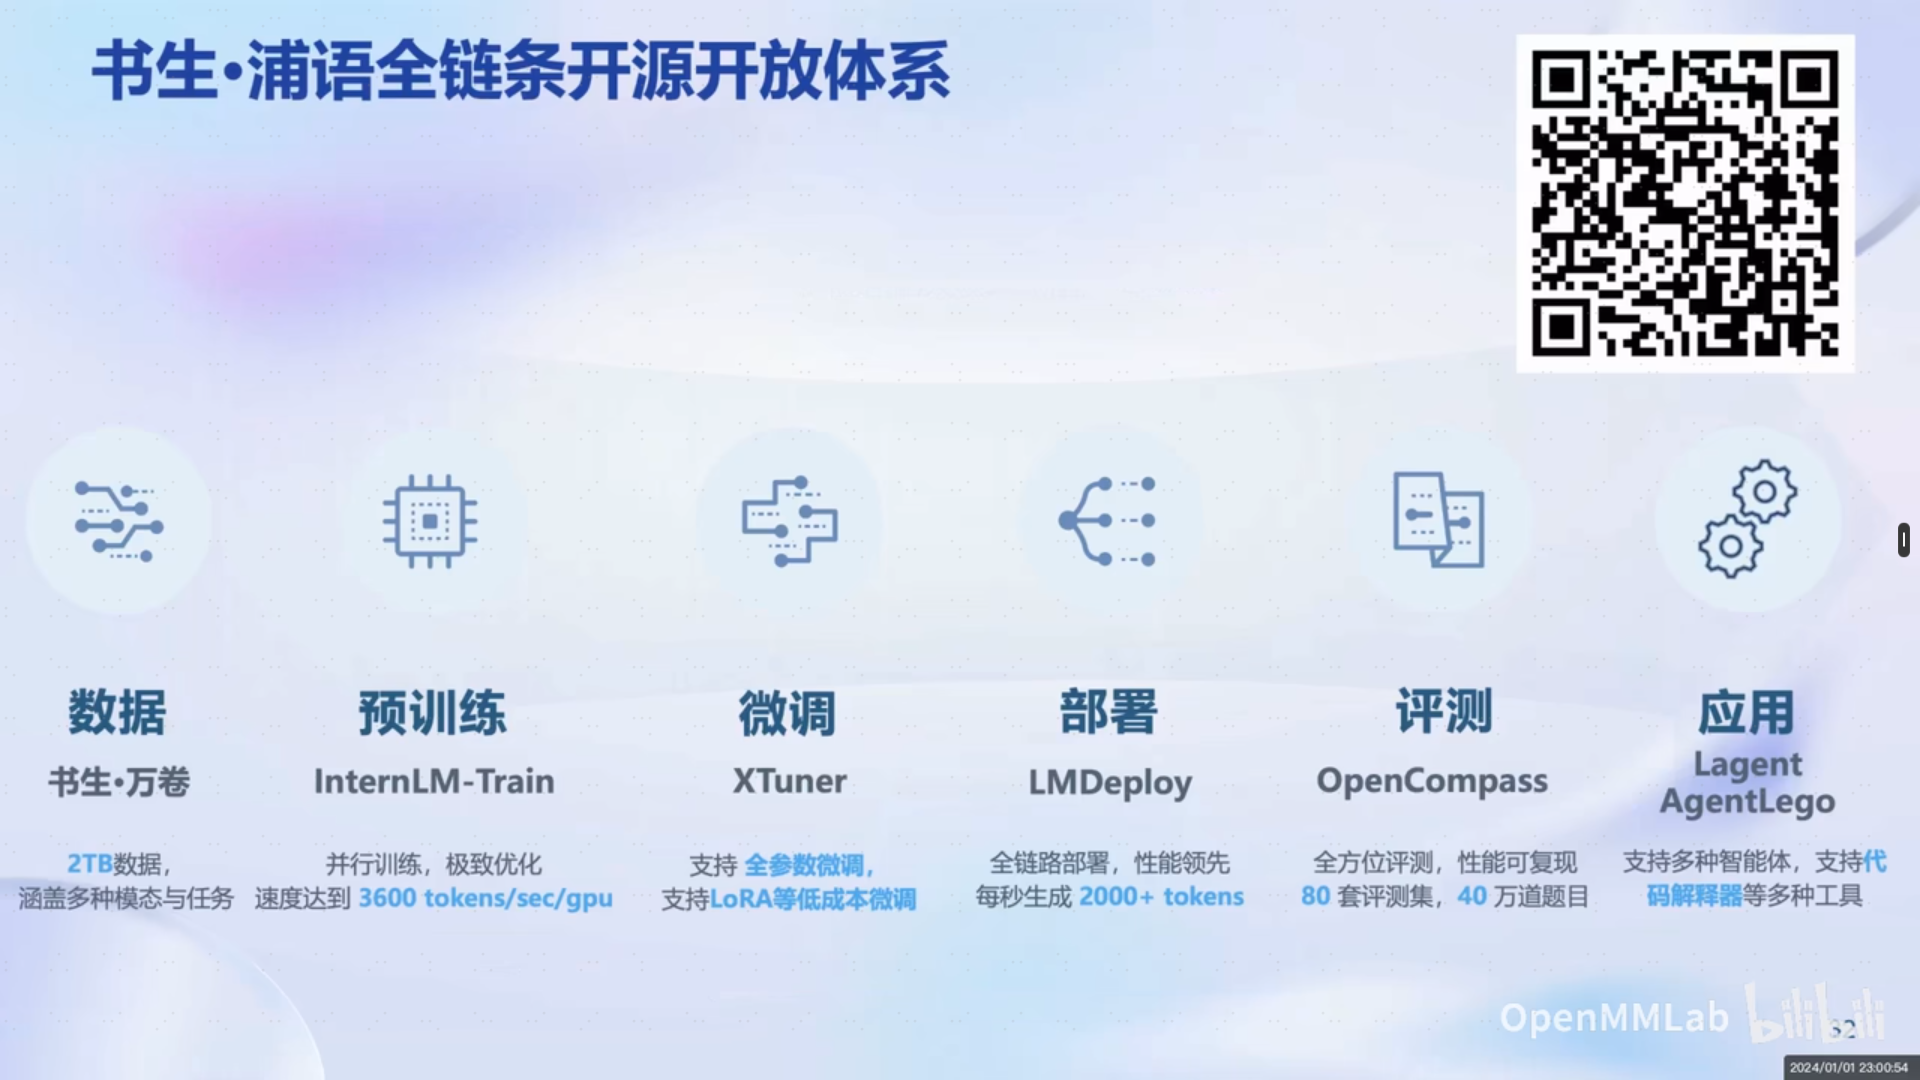 书生·浦语全链条开源开放体系
数据
书生·万卷
2TB数据，
涵盖多种模态与任务
预训练
InternLM-Train
并行训练，极致优化
速度达到 3600 tokens/sec/gpu
微调
XTuner
支持 全参数微调，
支持LoRA等低成本微调
部署
LMDeploy
全链路部署，性能领先
每秒生成 2000+ tokens
评测
OpenCompass
全方位评测，性能可复现
80 套评测集，40 万道题目
应用
Lagent
AgentLego
支持多种智能体，支持代
码解释器等多种工具
OpenMMLab bilibili
32
2024/01/01 23:00:54